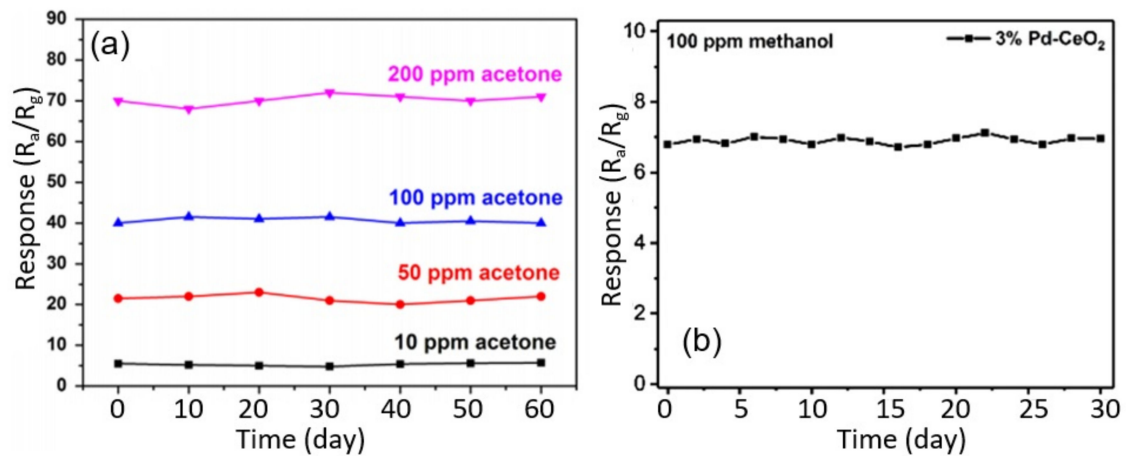 (a)
90
80
70
60
50
40
30
20
10
0
Response (Rₐ/R_g)
200 ppm acetone
100 ppm acetone
50 ppm acetone
10 ppm acetone
0 10 20 30 40 50 60
Time (day)
100 ppm methanol
3% Pd-CeO₂
10
8
6
4
2
0
Response (Rₐ/R_g)
(b)
0 5 10 15 20 25 30
Time (day)